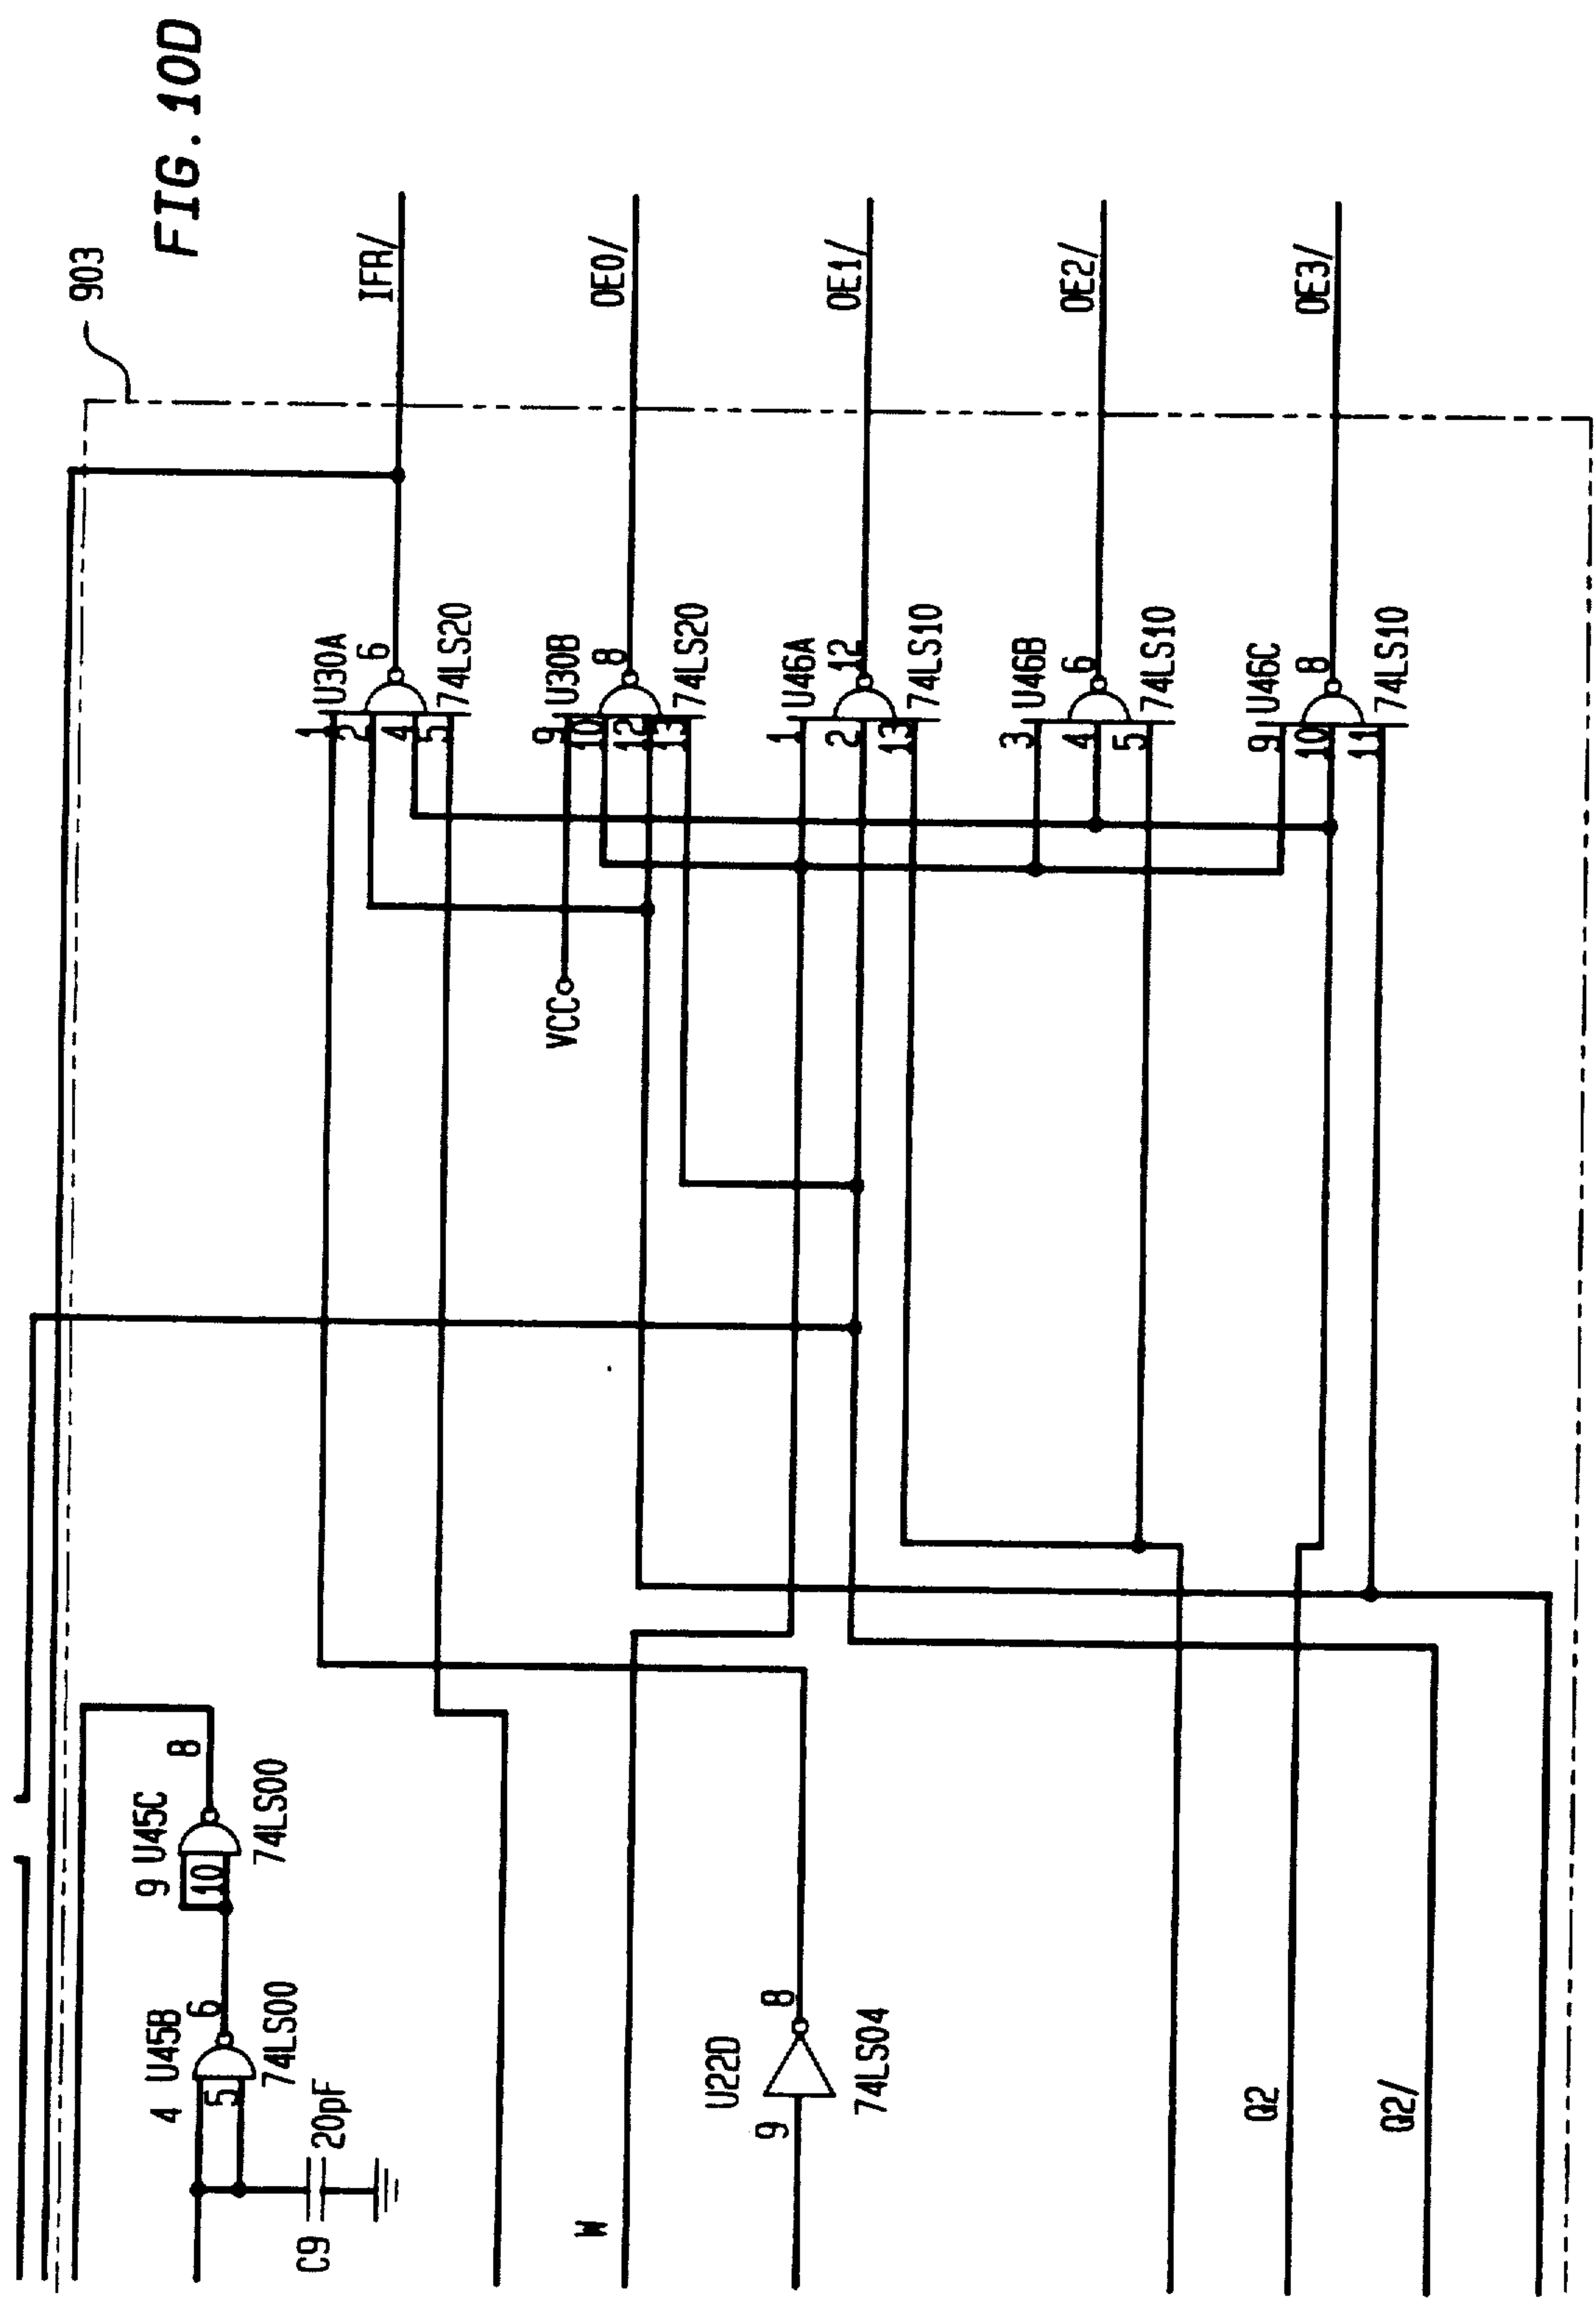 FIG. 10D
903
IFR/
OE0/
OE1/
OE2/
OE3/
U30A
1
2
4
5
6
74LS20
U30B
9
10
12
13
8
74LS20
VCC
U46A
1
2
13
12
74LS10
U46B
3
4
5
6
74LS10
U46C
9
10
11
8
74LS10
U45C
9
10
8
74LS00
U45B
4
5
6
74LS00
C9
20pF
W
U22D
9
8
74LS04
Q2
Q2/